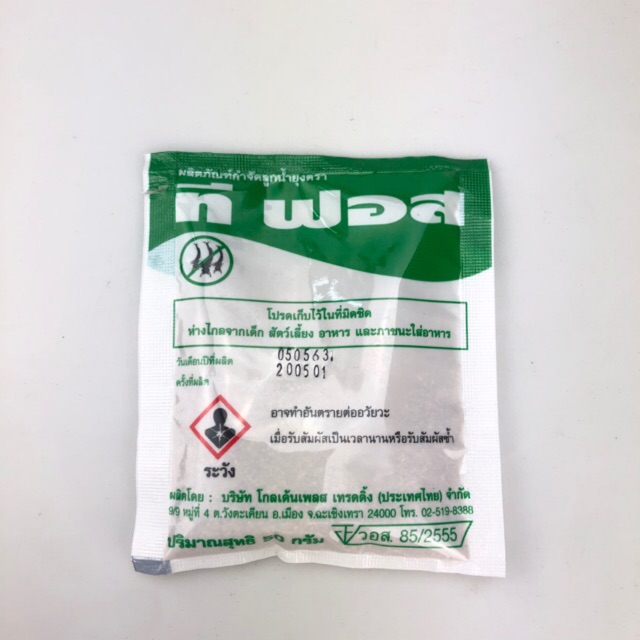 ผลิตภัณฑ์กำจัดลูกน้ำยุงตรา
ที ฟอส
โปรดเก็บไว้ในที่มิดชิด
ห่างไกลจากเด็ก สัตว์เลี้ยง อาหาร และภาชนะใส่อาหาร
วันเดือนปีที่ผลิต 050563
ครั้งที่ผลิต 200501
อาจทำอันตรายต่ออวัยวะ
เมื่อรับสัมผัสเป็นเวลานานหรือรับสัมผัสซ้ำ
ระวัง
ผลิตโดย : บริษัท โกลเด้นเพลส เทรดดิ้ง (ประเทศไทย) จำกัด
9/9 หมู่ที่ 4 ต.วังตะเคียน อ.เมือง จ.ฉะเชิงเทรา 24000 โทร. 02-519-8388
ปริมาณสุทธิ 50 กรัม วอส. 85/2555